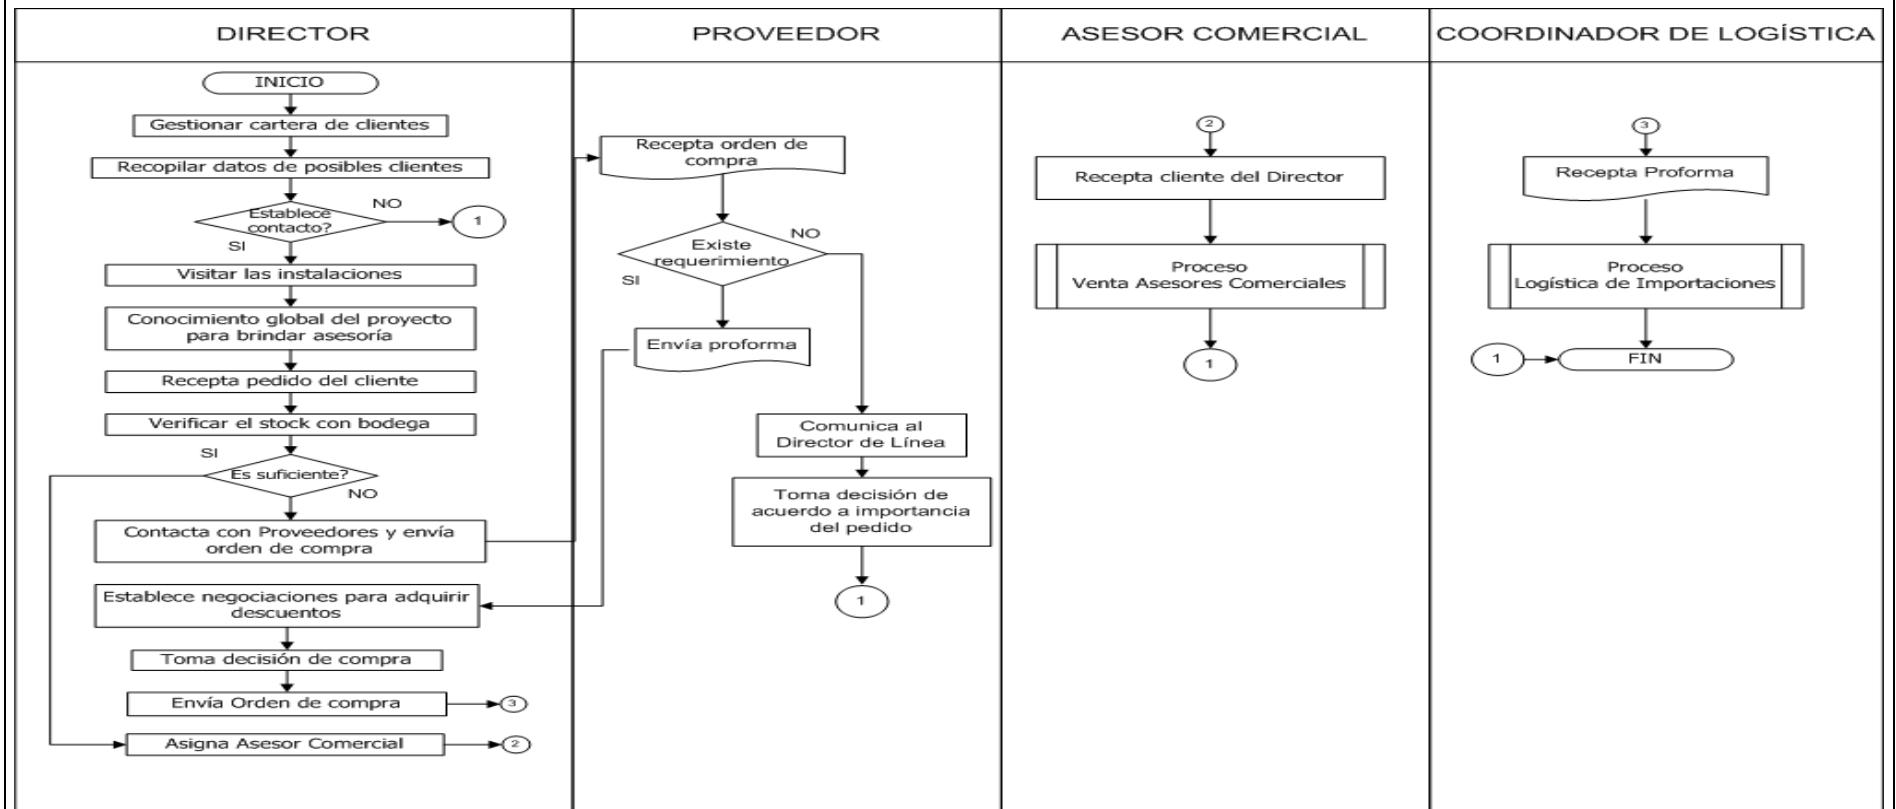 DIRECTOR
INICIO
Gestionar cartera de clientes
Recopilar datos de posibles clientes
Establece
contacto?
NO
1
SI
Visitar las instalaciones
Conocimiento global del proyecto
para brindar asesoría
Recepta pedido del cliente
Verificar el stock con bodega
SI
Es suficiente?
NO
Contacta con Proveedores y envía
orden de compra
Establece negociaciones para adquirir
descuentos
Toma decisión de compra
Envía Orden de compra
3
Asigna Asesor Comercial
2
PROVEEDOR
Recepta orden de
compra
Existe
requerimiento
NO
SI
Envía proforma
Comunica al
Director de Línea
Toma decisión de
acuerdo a importancia
del pedido
1
ASESOR COMERCIAL
2
Recepta cliente del Director
Proceso
Venta Asesores Comerciales
1
COORDINADOR DE LOGÍSTICA
3
Recepta Proforma
Proceso
Logística de Importaciones
1
FIN